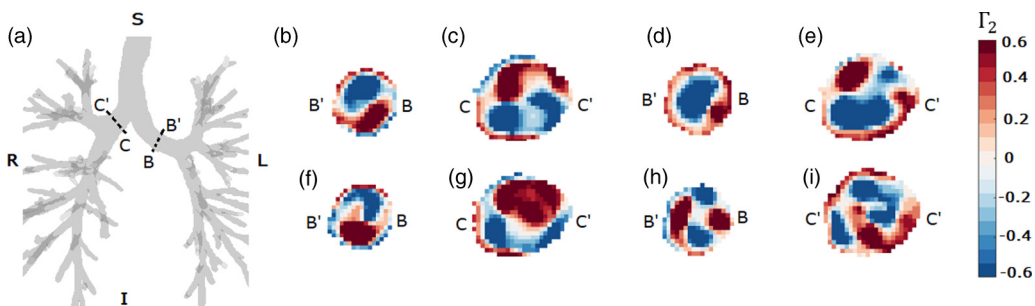 (a)
S
C'
B'
C
B
R
L
I
(b)
B'
B
(c)
C
C'
(d)
B'
B
(e)
C
C'
(f)
B'
B
(g)
C
C'
(h)
B'
B
(i)
C'
C'
Γ₂
0.6
0.4
0.2
0
-0.2
-0.4
-0.6